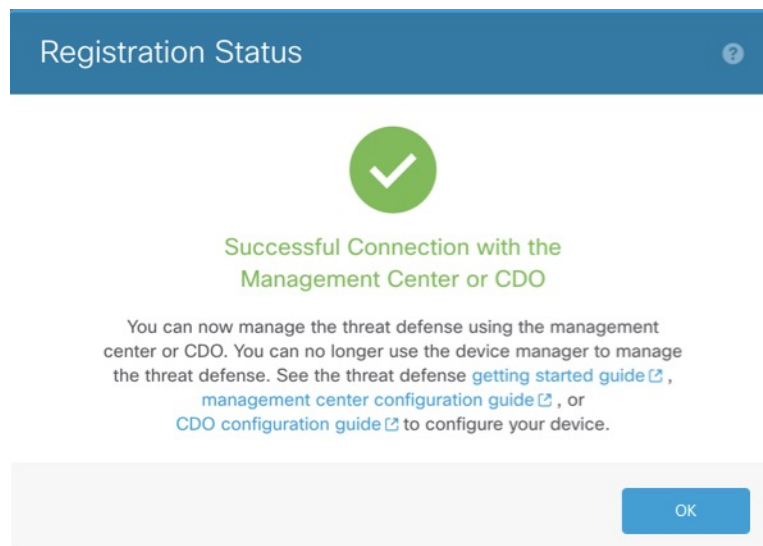 Registration Status
Successful Connection with the
Management Center or CDO
You can now manage the threat defense using the management
center or CDO. You can no longer use the device manager to manage
the threat defense. See the threat defense getting started guide ,
management center configuration guide , or
CDO configuration guide to configure your device.
OK